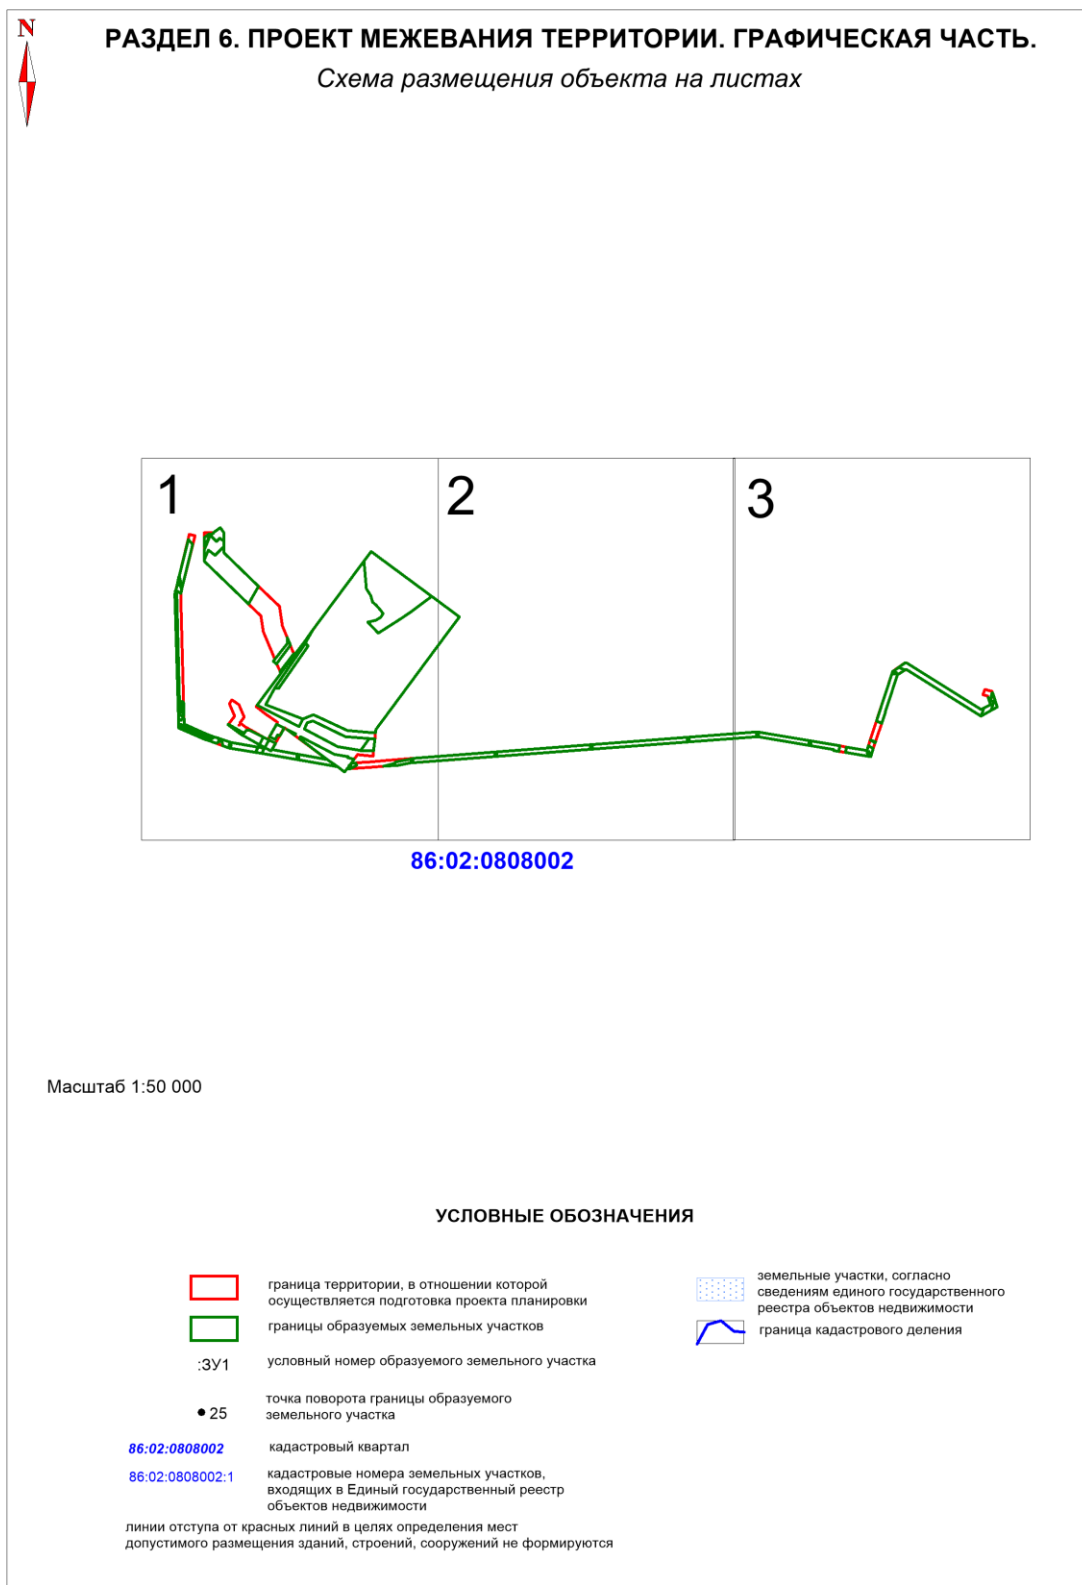 N
РАЗДЕЛ 6. ПРОЕКТ МЕЖЕВАНИЯ ТЕРРИТОРИИ. ГРАФИЧЕСКАЯ ЧАСТЬ.
Схема размещения объекта на листах
1
2
3
86:02:0808002
Масштаб 1:50 000
УСЛОВНЫЕ ОБОЗНАЧЕНИЯ
граница территории, в отношении которой
осуществляется подготовка проекта планировки
границы образуемых земельных участков
:ЗУ1
условный номер образуемого земельного участка
25
точка поворота границы образуемого
земельного участка
86:02:0808002
кадастровый квартал
86:02:0808002:1
кадастровые номера земельных участков,
входящих в Единый государственный реестр
объектов недвижимости
линии отступа от красных линий в целях определения мест
допустимого размещения зданий, строений, сооружений не формируются
земельные участки, согласно
сведениям единого государственного
реестра объектов недвижимости
граница кадастрового деления